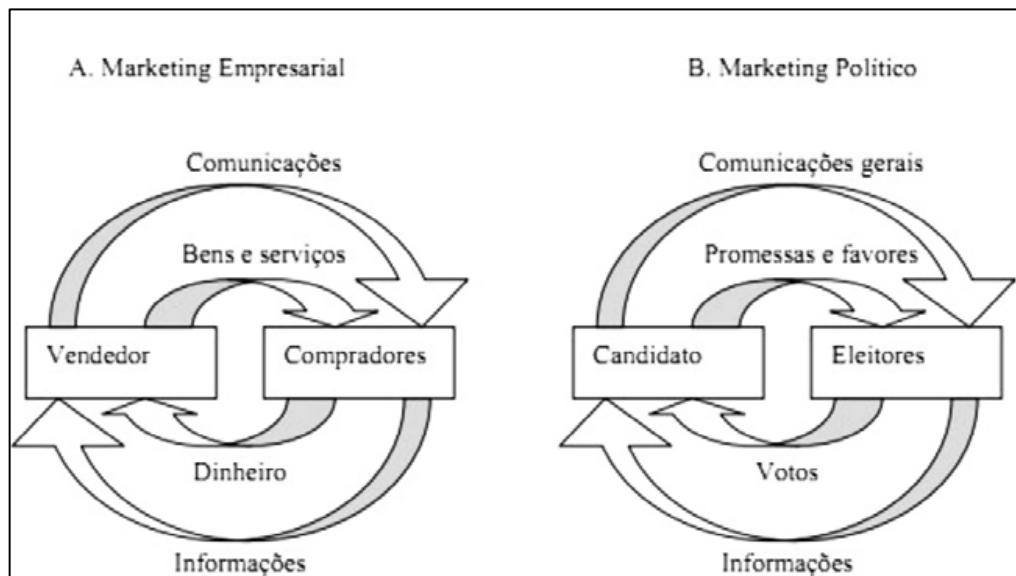 A. Marketing Empresarial
Comunicações
Bens e serviços
Vendedor
Compradores
Dinheiro
Informações
B. Marketing Político
Comunicações gerais
Promessas e favores
Candidato
Eleitores
Votos
Informações